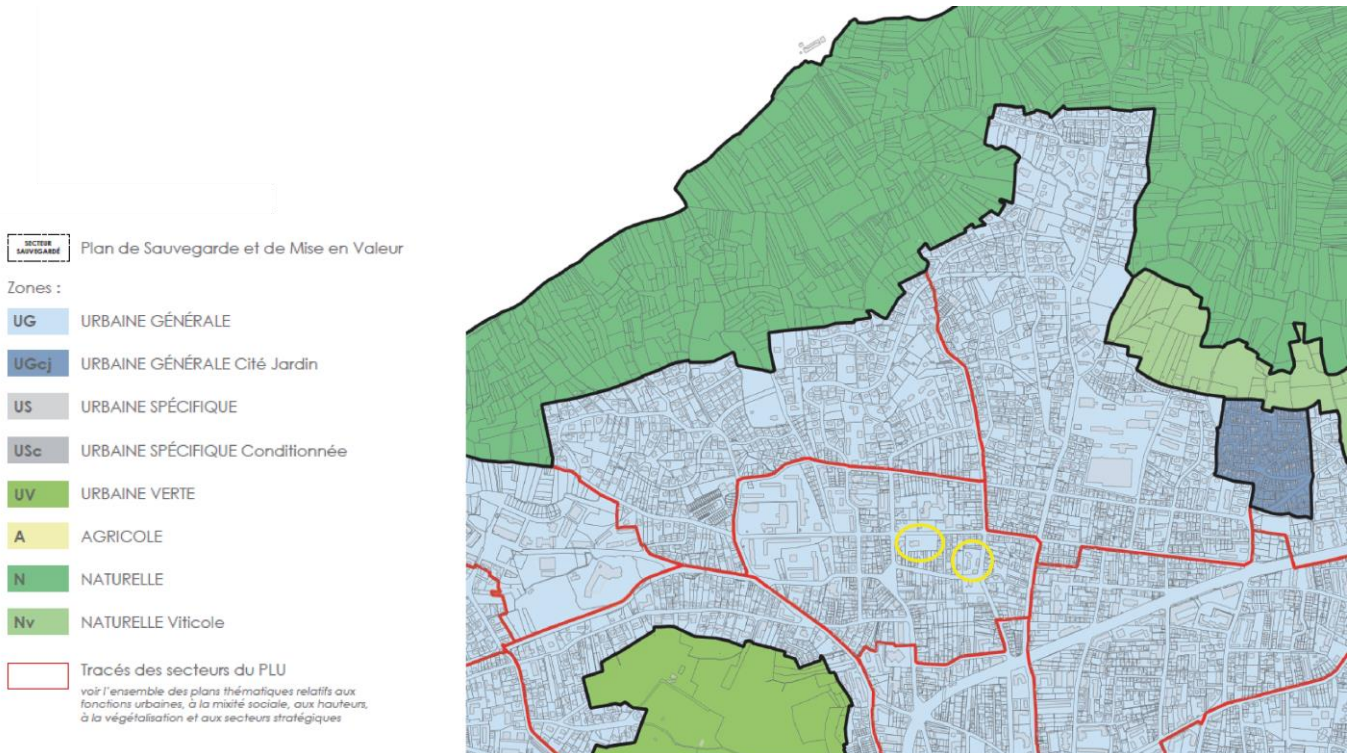 SECTEUR
SAUVEGARDÉ
Plan de Sauvegarde et de Mise en Valeur
Zones :
UG URBAINE GÉNÉRALE
UGcj URBAINE GÉNÉRALE Cité Jardin
US URBAINE SPÉCIFIQUE
USc URBAINE SPÉCIFIQUE Conditionnée
UV URBAINE VERTE
A AGRICOLE
N NATURELLE
Nv NATURELLE Viticole
Tracés des secteurs du PLU
voir l'ensemble des plans thématiques relatifs aux
fonctions urbaines, à la mixité sociale, aux hauteurs,
à la végétalisation et aux secteurs stratégiques